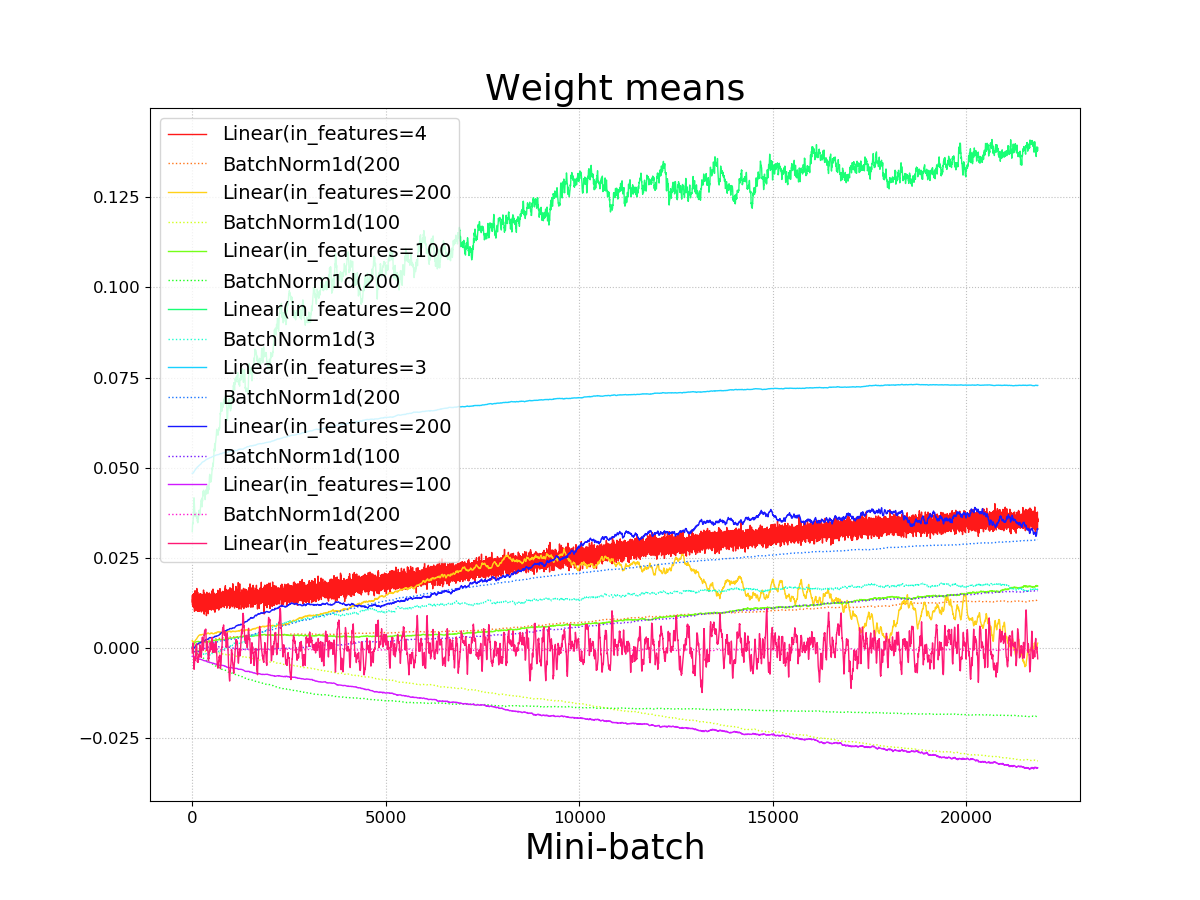 Weight means
Linear(in_features=4
BatchNorm1d(200
Linear(in_features=200
BatchNorm1d(100
Linear(in_features=100
BatchNorm1d(200
Linear(in_features=200
BatchNorm1d(3
Linear(in_features=3
BatchNorm1d(200
Linear(in_features=200
BatchNorm1d(100
Linear(in_features=100
BatchNorm1d(200
Linear(in_features=200
0.125
0.100
0.075
0.050
0.025
0.000
−0.025
0 5000 10000 15000 20000
Mini-batch